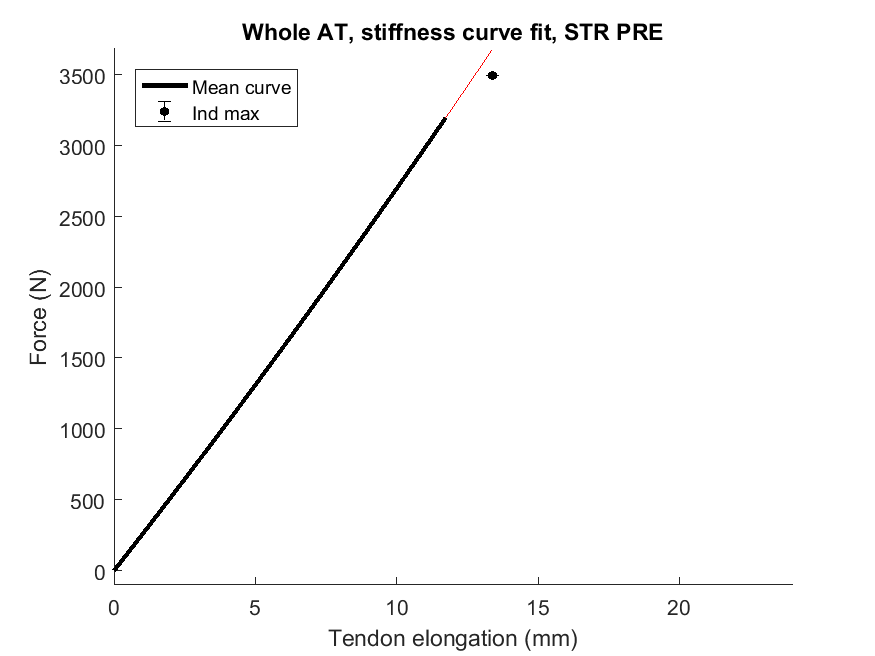 Whole AT, stiffness curve fit, STR PRE
Mean curve
Ind max
Force (N)
3500
3000
2500
2000
1500
1000
500
0
0 5 10 15 20
Tendon elongation (mm)